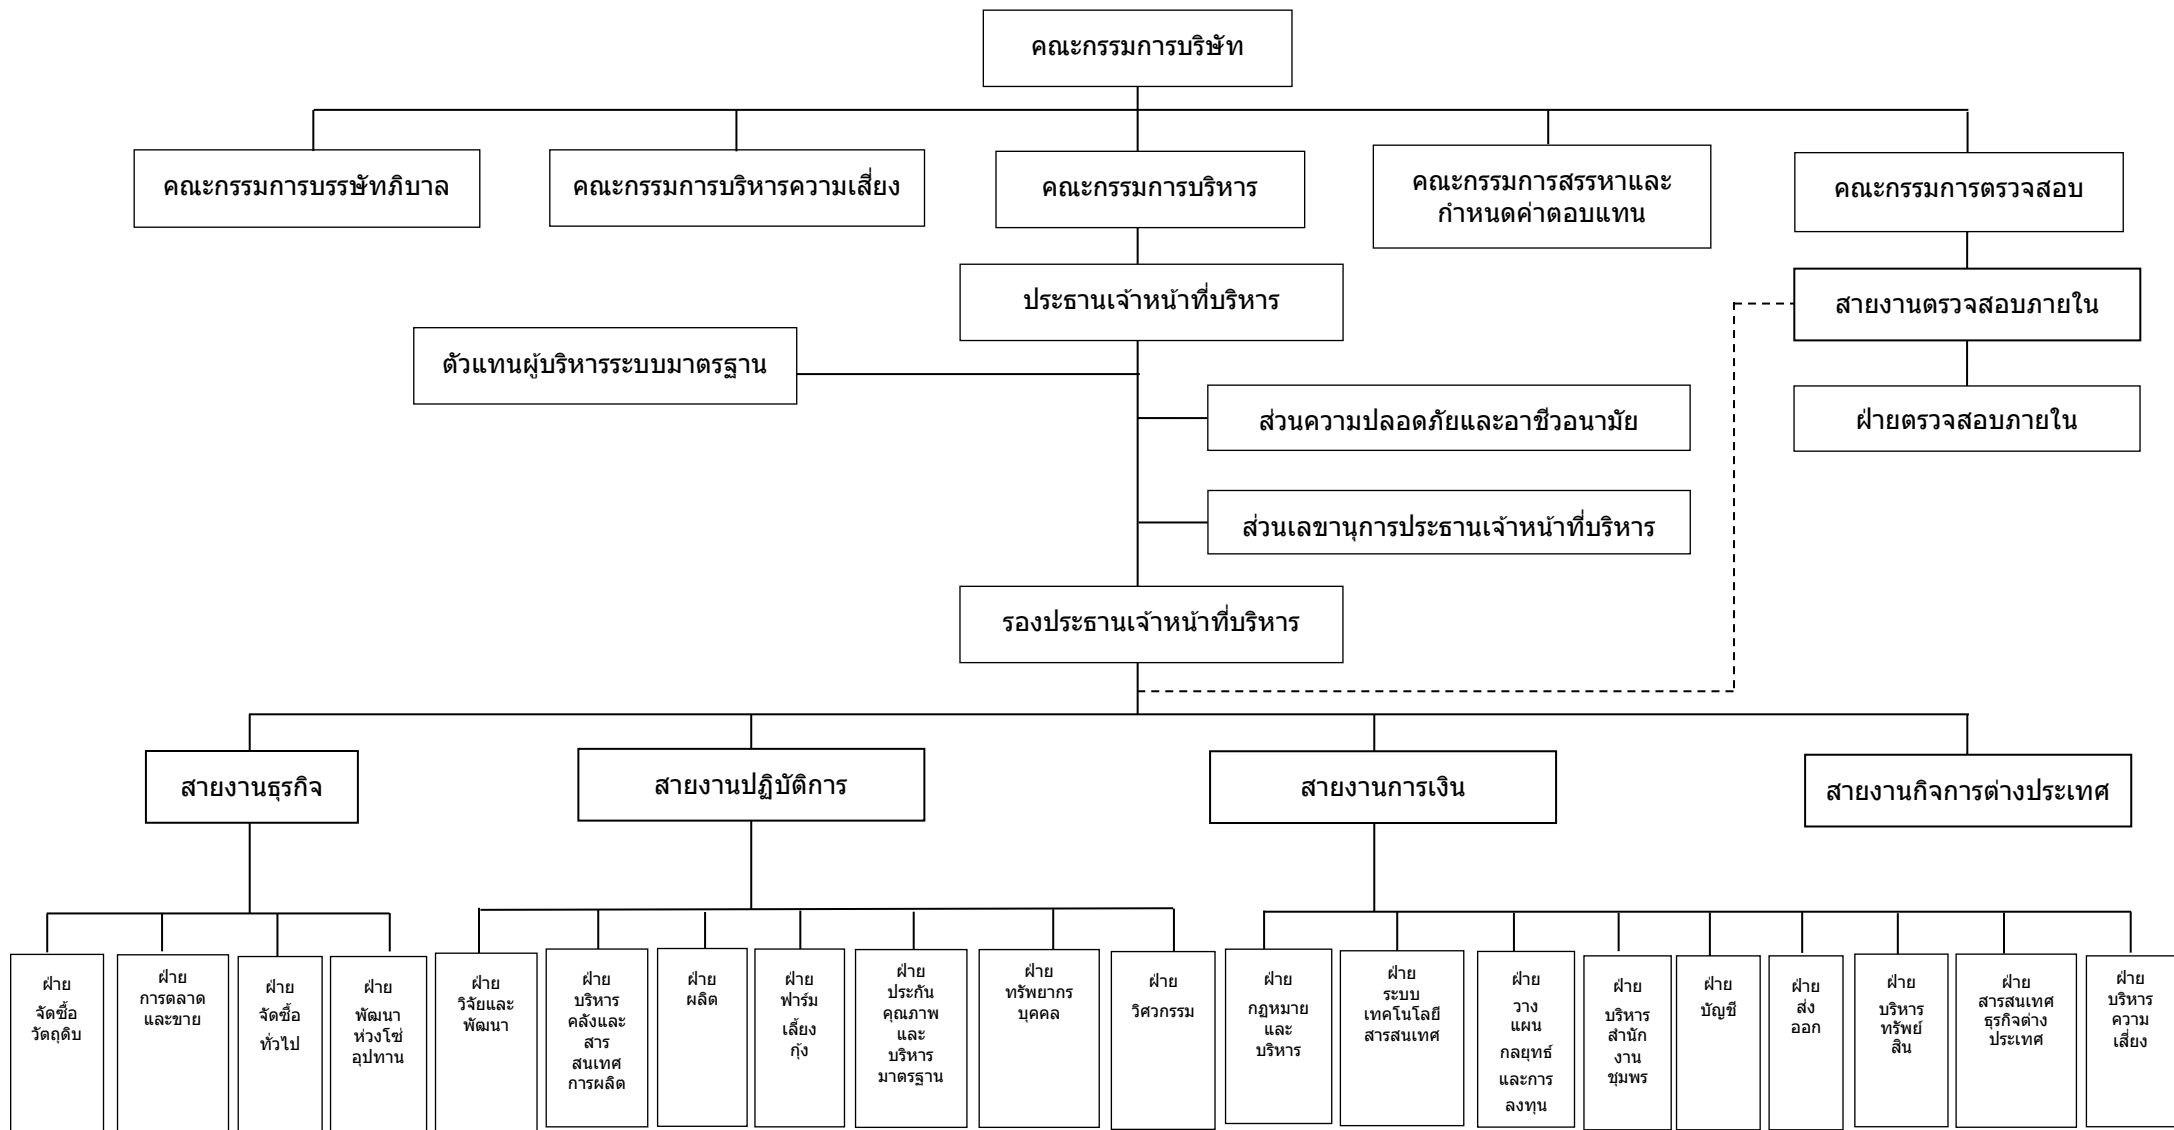 คณะกรรมการบริษัท
คณะกรรมการบรรษัทภิบาล
คณะกรรมการบริหารความเสี่ยง
คณะกรรมการบริหาร
คณะกรรมการสรรหาและ
กำหนดค่าตอบแทน
คณะกรรมการตรวจสอบ
ประธานเจ้าหน้าที่บริหาร
สายงานตรวจสอบภายใน
ตัวแทนผู้บริหารระบบมาตรฐาน
ส่วนความปลอดภัยและอาชีวอนามัย
ฝ่ายตรวจสอบภายใน
ส่วนเลขานุการประธานเจ้าหน้าที่บริหาร
รองประธานเจ้าหน้าที่บริหาร
สายงานธุรกิจ
สายงานปฏิบัติการ
สายงานการเงิน
สายงานกิจการต่างประเทศ
ฝ่าย
จัดซื้อ
วัตถุดิบ
ฝ่าย
การตลาด
และขาย
ฝ่าย
จัดซื้อ
ทั่วไป
ฝ่าย
พัฒนา
ห่วงโซ่
อุปทาน
ฝ่าย
วิจัยและ
พัฒนา
ฝ่าย
บริหาร
คลังและ
สาร
สนเทศ
การผลิต
ฝ่าย
ผลิต
ฝ่าย
ฟาร์ม
เลี้ยง
กุ้ง
ฝ่าย
ประกัน
คุณภาพ
และ
บริหาร
มาตรฐาน
ฝ่าย
ทรัพยากร
บุคคล
ฝ่าย
วิศวกรรม
ฝ่าย
กฎหมาย
และ
บริหาร
ฝ่าย
ระบบ
เทคโนโลยี
สารสนเทศ
ฝ่าย
วาง
แผน
กลยุทธ์
และการ
ลงทุน
ฝ่าย
บริหาร
สำนัก
งาน
ชุมพร
ฝ่าย
บัญชี
ฝ่าย
ส่ง
ออก
ฝ่าย
บริหาร
ทรัพย์
สิน
ฝ่าย
สารสนเทศ
ธุรกิจต่าง
ประเทศ
ฝ่าย
บริหาร
ความ
เสี่ยง